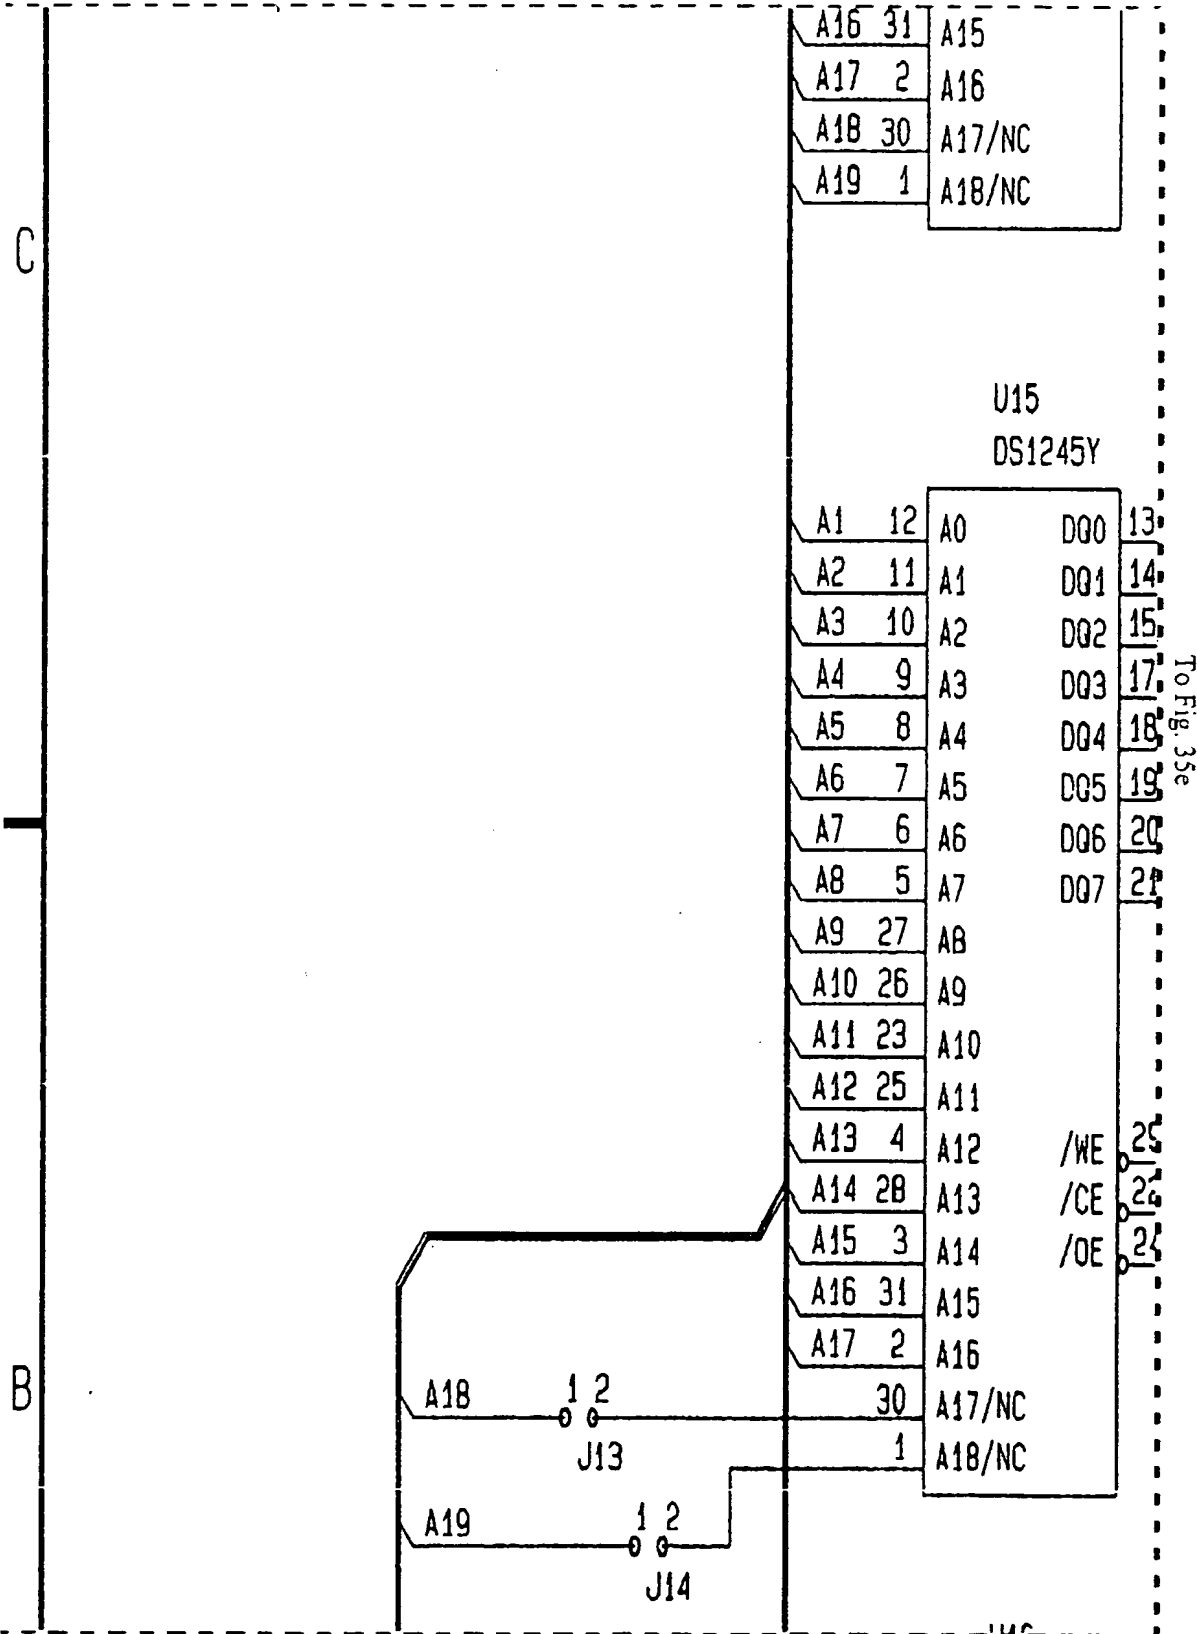 A16 31 A15
A17 2 A16
A18 30 A17/NC
A19 1 A18/NC
C
U15
DS1245Y
A1 12 A0 DQ0 13
A2 11 A1 DQ1 14
A3 10 A2 DQ2 15
A4 9 A3 DQ3 17
A5 8 A4 DQ4 18
A6 7 A5 DQ5 19
A7 6 A6 DQ6 20
A8 5 A7 DQ7 21
To Fig. 35e
A9 27 A8
A10 26 A9
A11 23 A10
A12 25 A11
A13 4 A12 /WE
A14 28 A13 /CE
A15 3 A14 /OE
A16 31 A15
A17 2 A16
B
A18 1 2 30 A17/NC
J13
1 A18/NC
A19 1 2
J14